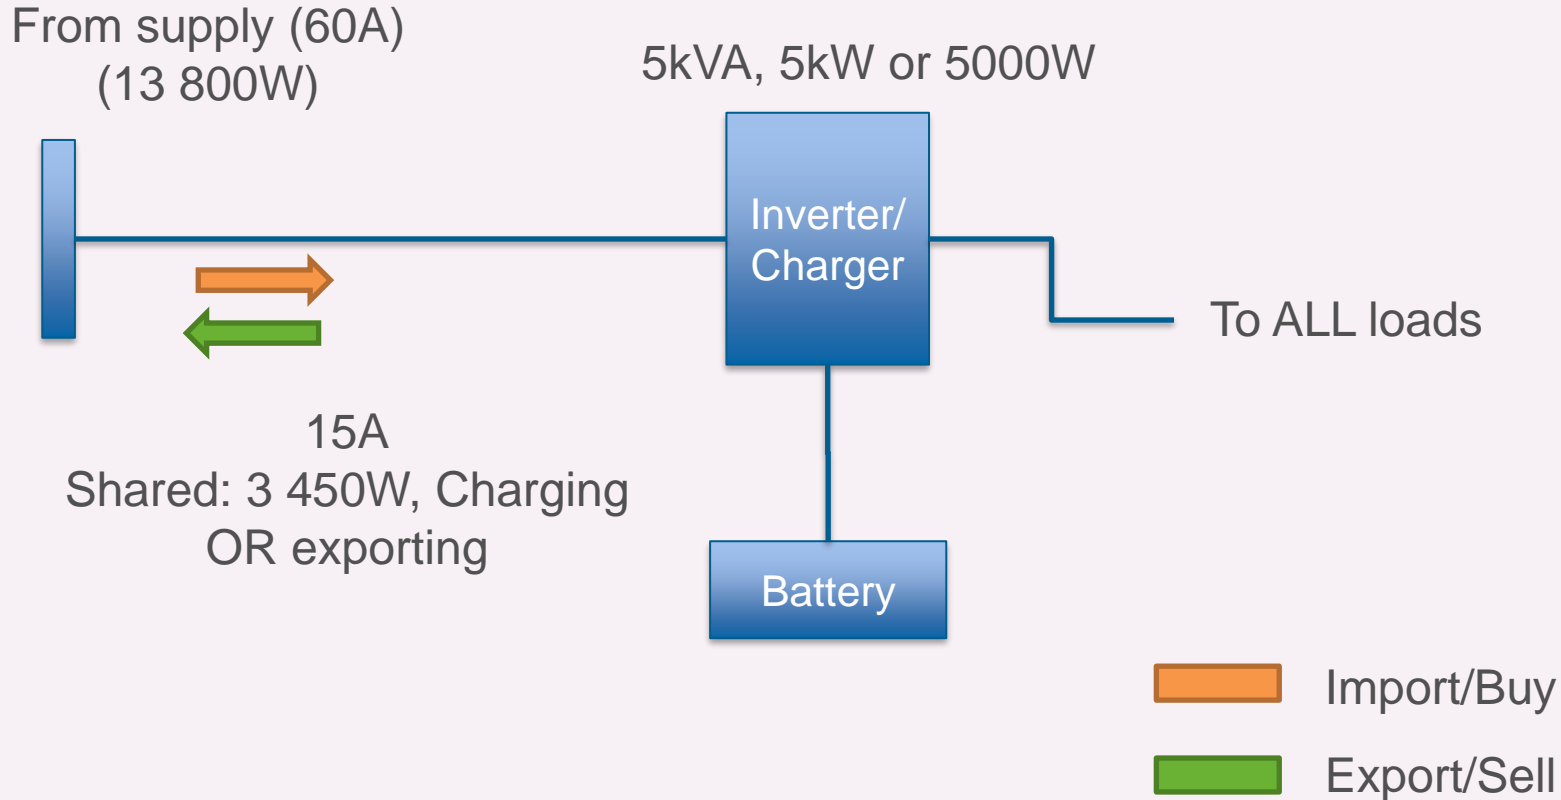 From supply (60A)
(13 800W)
5kVA, 5kW or 5000W
Inverter/
Charger
To ALL loads
15A
Shared: 3 450W, Charging
OR exporting
Battery
Import/Buy
Export/Sell